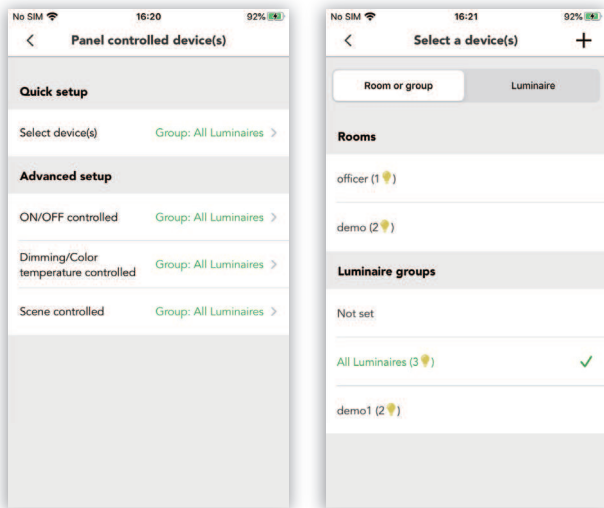 No SIM 16:20 92%
Panel controlled device(s)
Quick setup
Select device(s) Group: All Luminaires
Advanced setup
ON/OFF controlled Group: All Luminaires
Dimming/Color
temperature controlled Group: All Luminaires
Scene controlled Group: All Luminaires
No SIM 16:21 92%
Select a device(s)
Room or group Luminaire
Rooms
officer (1)
demo (2)
Luminaire groups
Not set
All Luminaires (3)
demo1 (2)